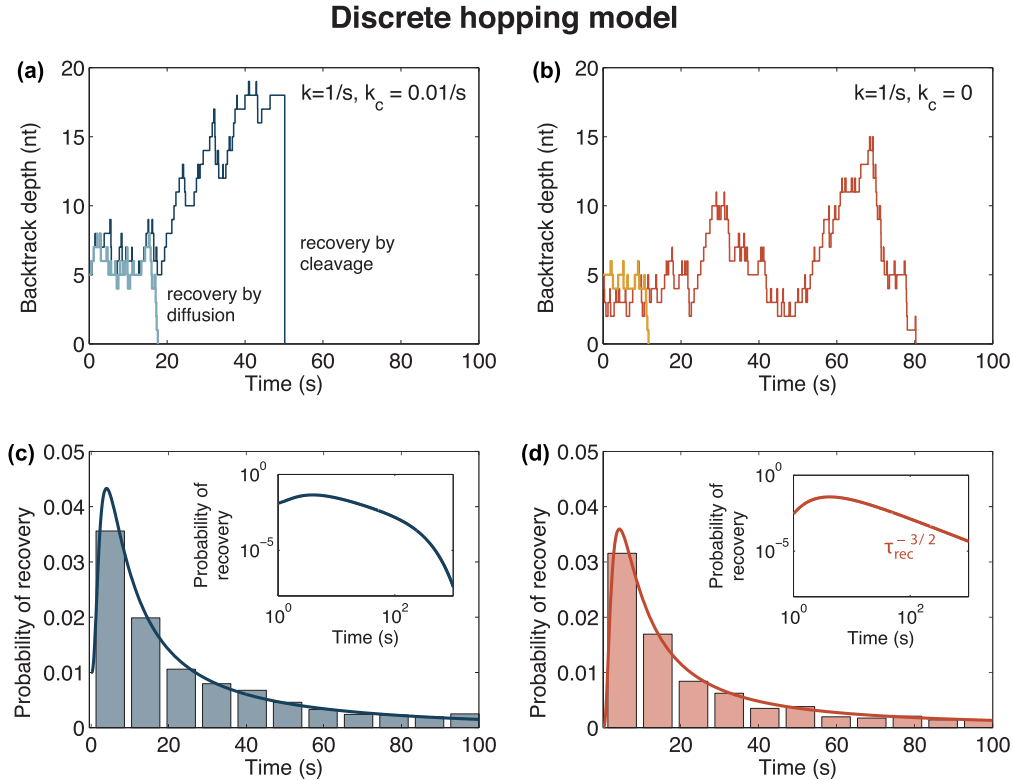 Discrete hopping model
(a)
20
15
10
5
0
Backtrack depth (nt)
k=1/s, kc = 0.01/s
recovery by
cleavage
recovery by
diffusion
0 20 40 60 80 100
Time (s)
(b)
20
15
10
5
0
Backtrack depth (nt)
k=1/s, kc = 0
0 20 40 60 80 100
Time (s)
(c)
0.05
0.04
0.03
0.02
0.01
0
Probability of recovery
10^0
10^−5
Probability of
recovery
10^0 10^2
Time (s)
0 20 40 60 80 100
Time (s)
(d)
0.05
0.04
0.03
0.02
0.01
0
Probability of recovery
10^0
10^−5
Probability of
recovery
τrec^−3/2
10^0 10^2
Time (s)
20 40 60 80 100
Time (s)